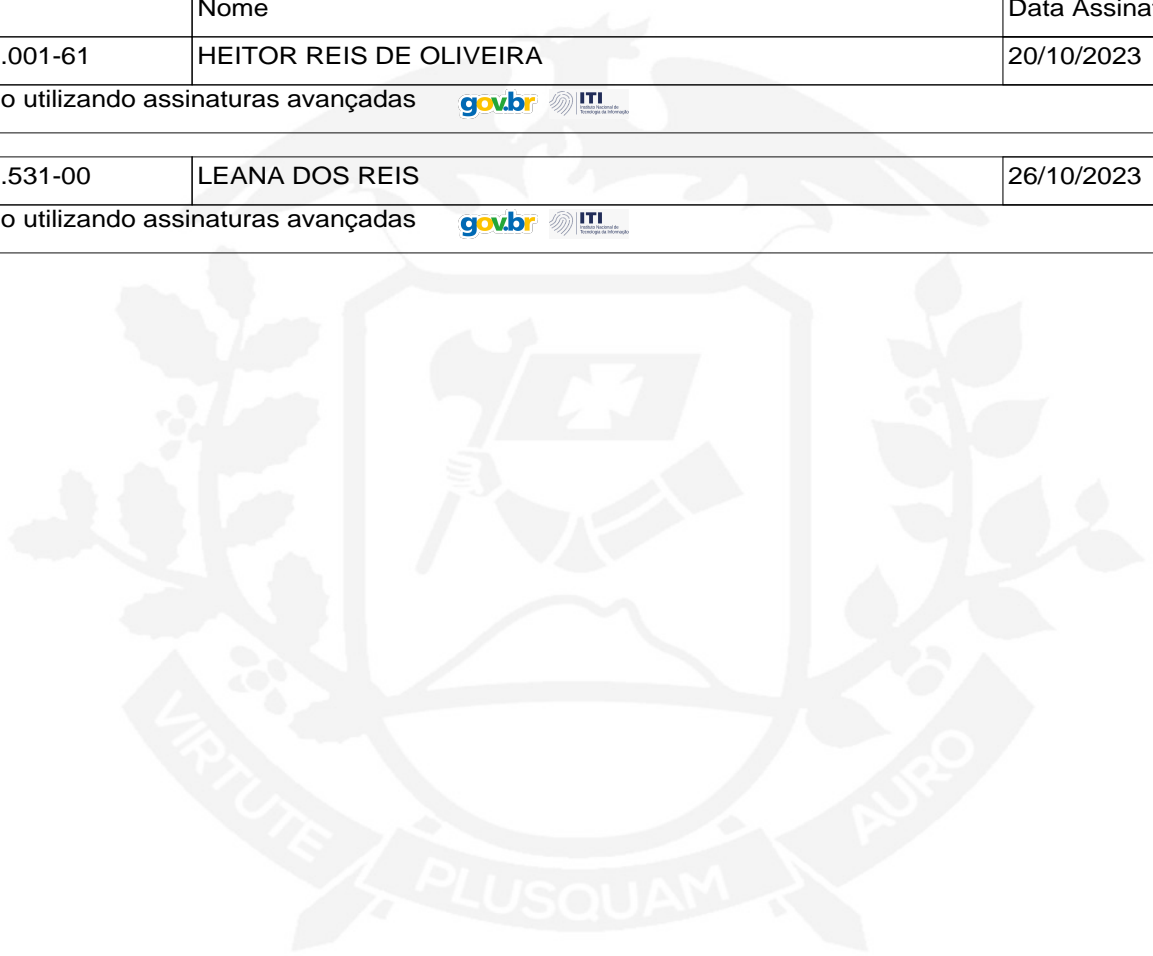 Nome Data Assina
.001-61 HEITOR REIS DE OLIVEIRA 20/10/2023
o utilizando assinaturas avançadas gov.br ITI
.531-00 LEANA DOS REIS 26/10/2023
o utilizando assinaturas avançadas gov.br ITI
VIRTUTE PLUSQUAM AURO